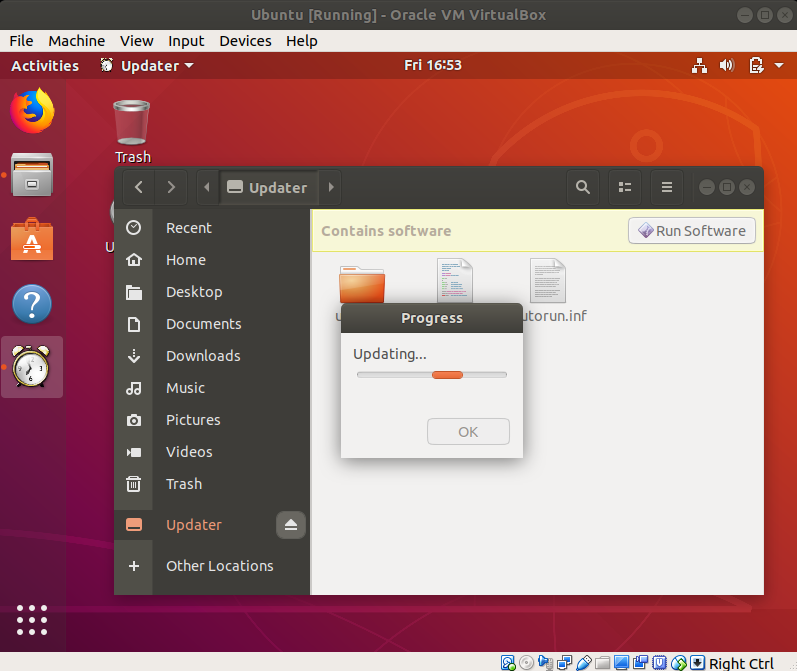 Ubuntu [Running] - Oracle VM VirtualBox
File Machine View Input Devices Help
Activities Updater Fri 16:53
Trash
Updater
Recent
Home
Desktop
Documents
Downloads
Music
Pictures
Videos
Trash
Updater
Other Locations
Contains software Run Software
utorun.inf
Progress
Updating...
OK
Right Ctrl